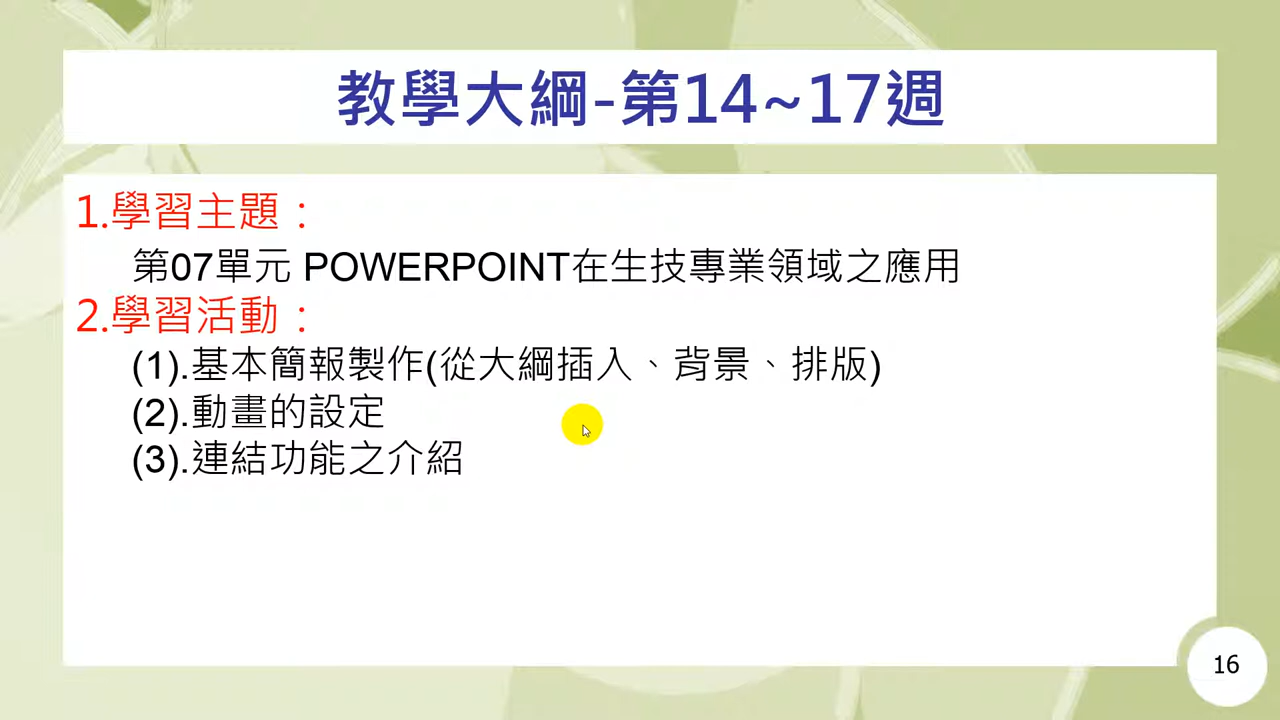 教學大綱-第14~17週
1.學習主題：
第07單元 POWERPOINT在生技專業領域之應用
2.學習活動：
(1).基本簡報製作(從大綱插入、背景、排版)
(2).動畫的設定
(3).連結功能之介紹
16